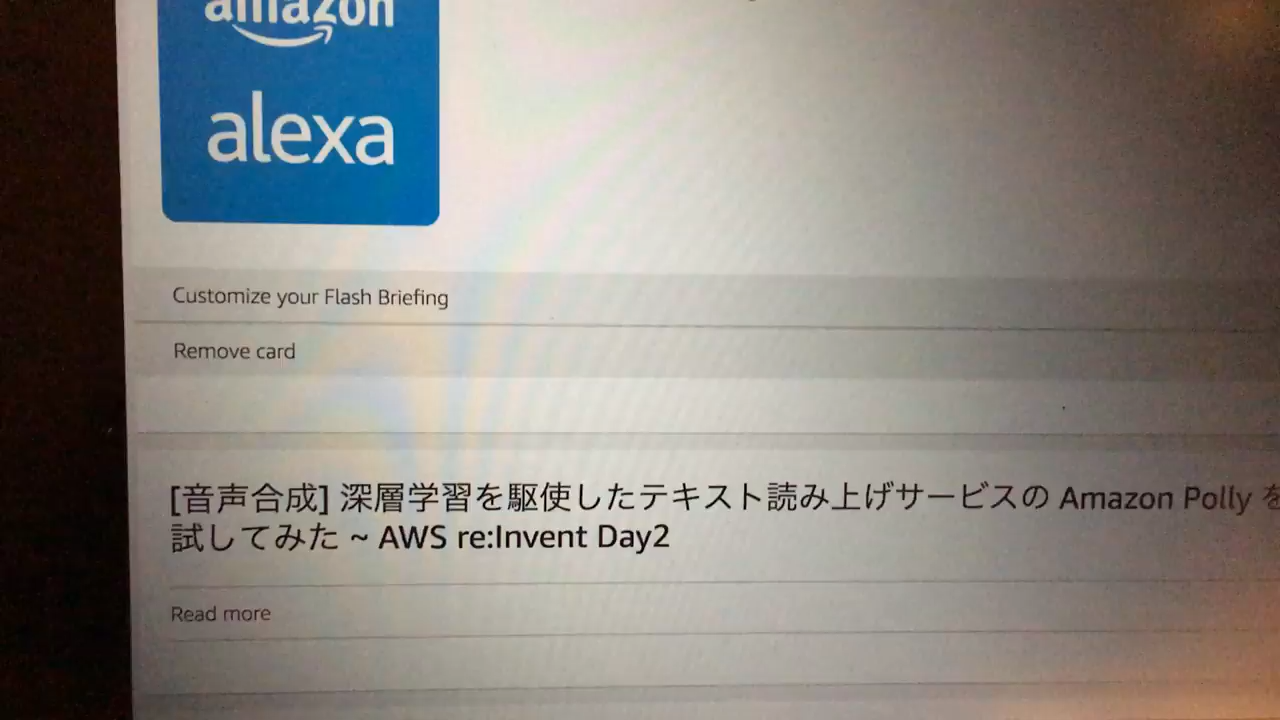 amazon
alexa
Customize your Flash Briefing
Remove card
[音声合成] 深層学習を駆使したテキスト読み上げサービスの Amazon Polly を
試してみた ~ AWS re:Invent Day2
Read more